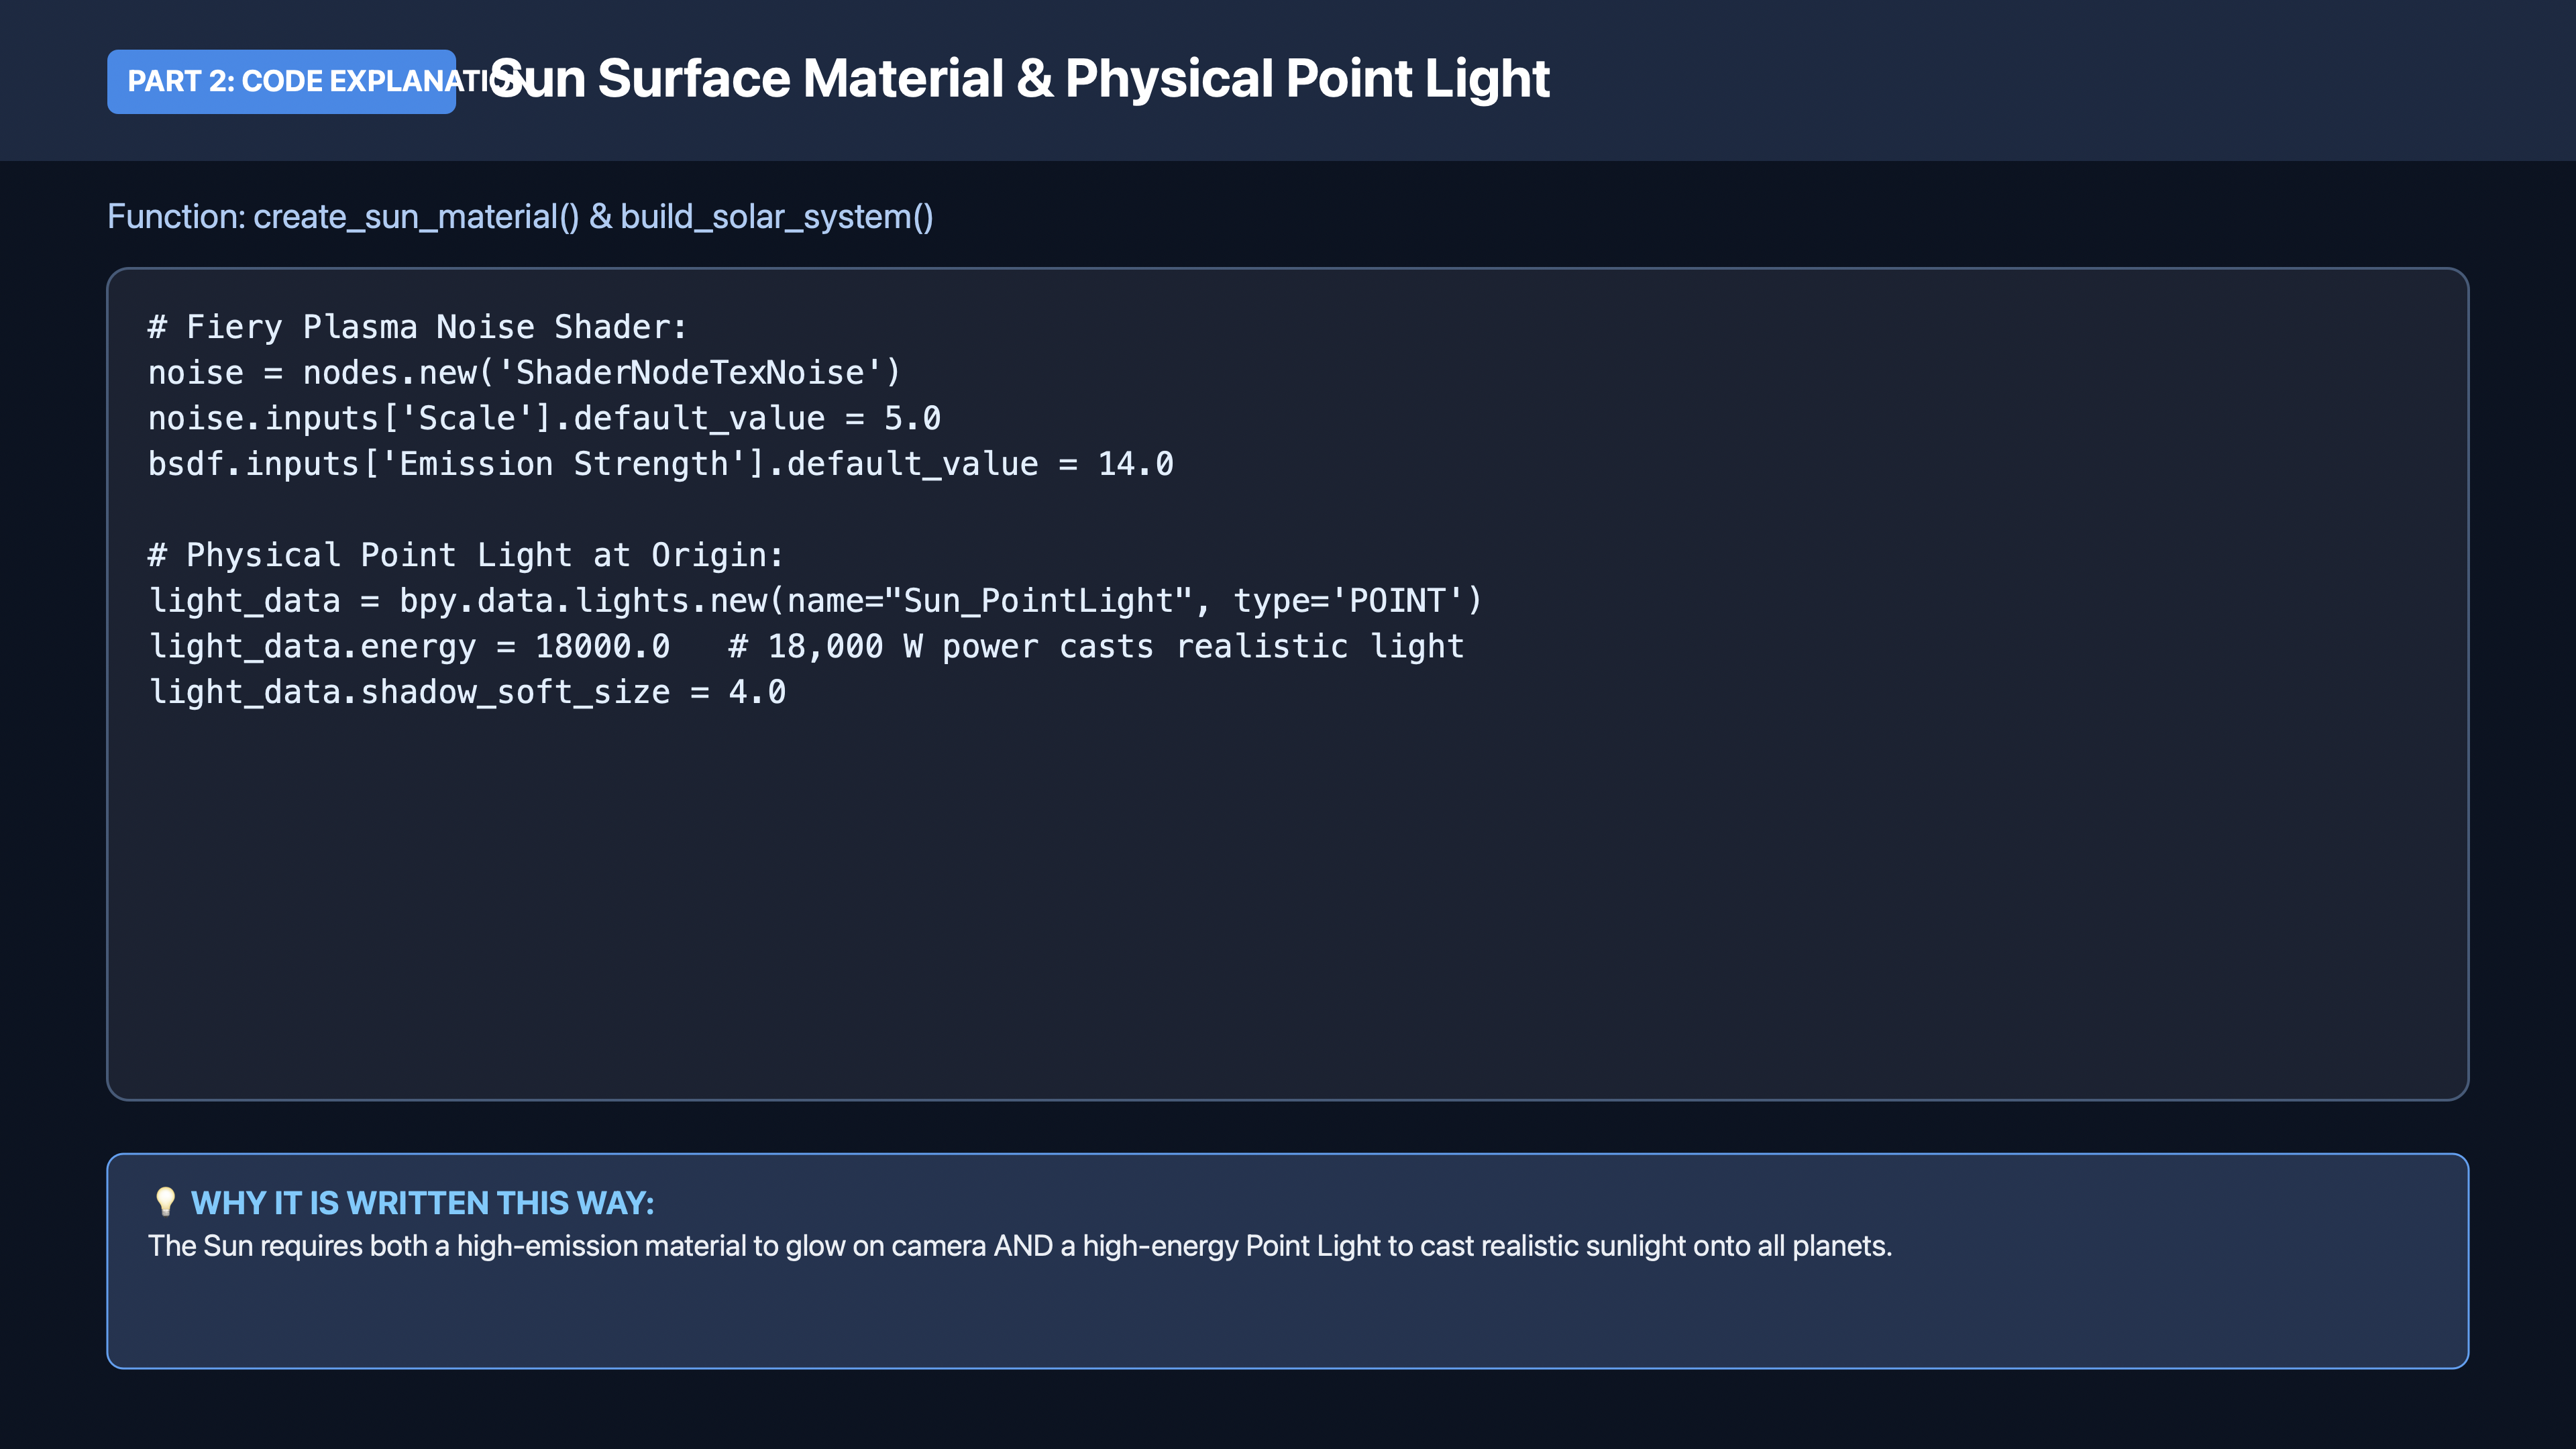 PART 2: CODE EXPLANATION
Sun Surface Material & Physical Point Light
Function: create_sun_material() & build_solar_system()
# Fiery Plasma Noise Shader:
noise = nodes.new('ShaderNodeTexNoise')
noise.inputs['Scale'].default_value = 5.0
bsdf.inputs['Emission Strength'].default_value = 14.0
# Physical Point Light at Origin:
light_data = bpy.data.lights.new(name="Sun_PointLight", type='POINT')
light_data.energy = 18000.0   # 18,000 W power casts realistic light
light_data.shadow_soft_size = 4.0
💡 WHY IT IS WRITTEN THIS WAY:
The Sun requires both a high-emission material to glow on camera AND a high-energy Point Light to cast realistic sunlight onto all planets.